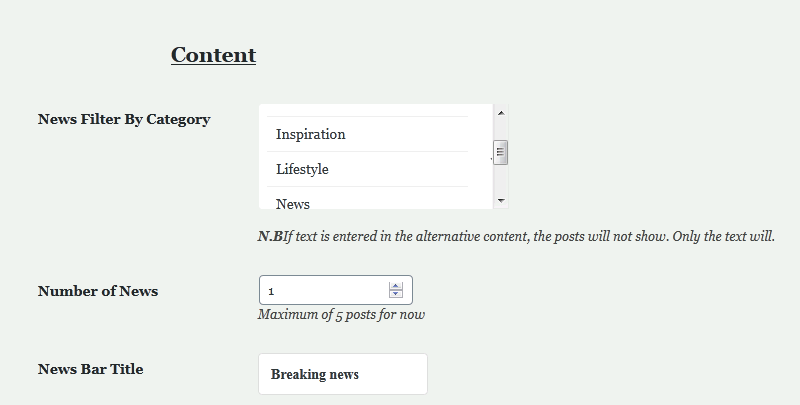 Content
News Filter By Category
Inspiration
Lifestyle
News
N.BIf text is entered in the alternative content, the posts will not show. Only the text will.
Number of News
1
Maximum of 5 posts for now
News Bar Title
Breaking news